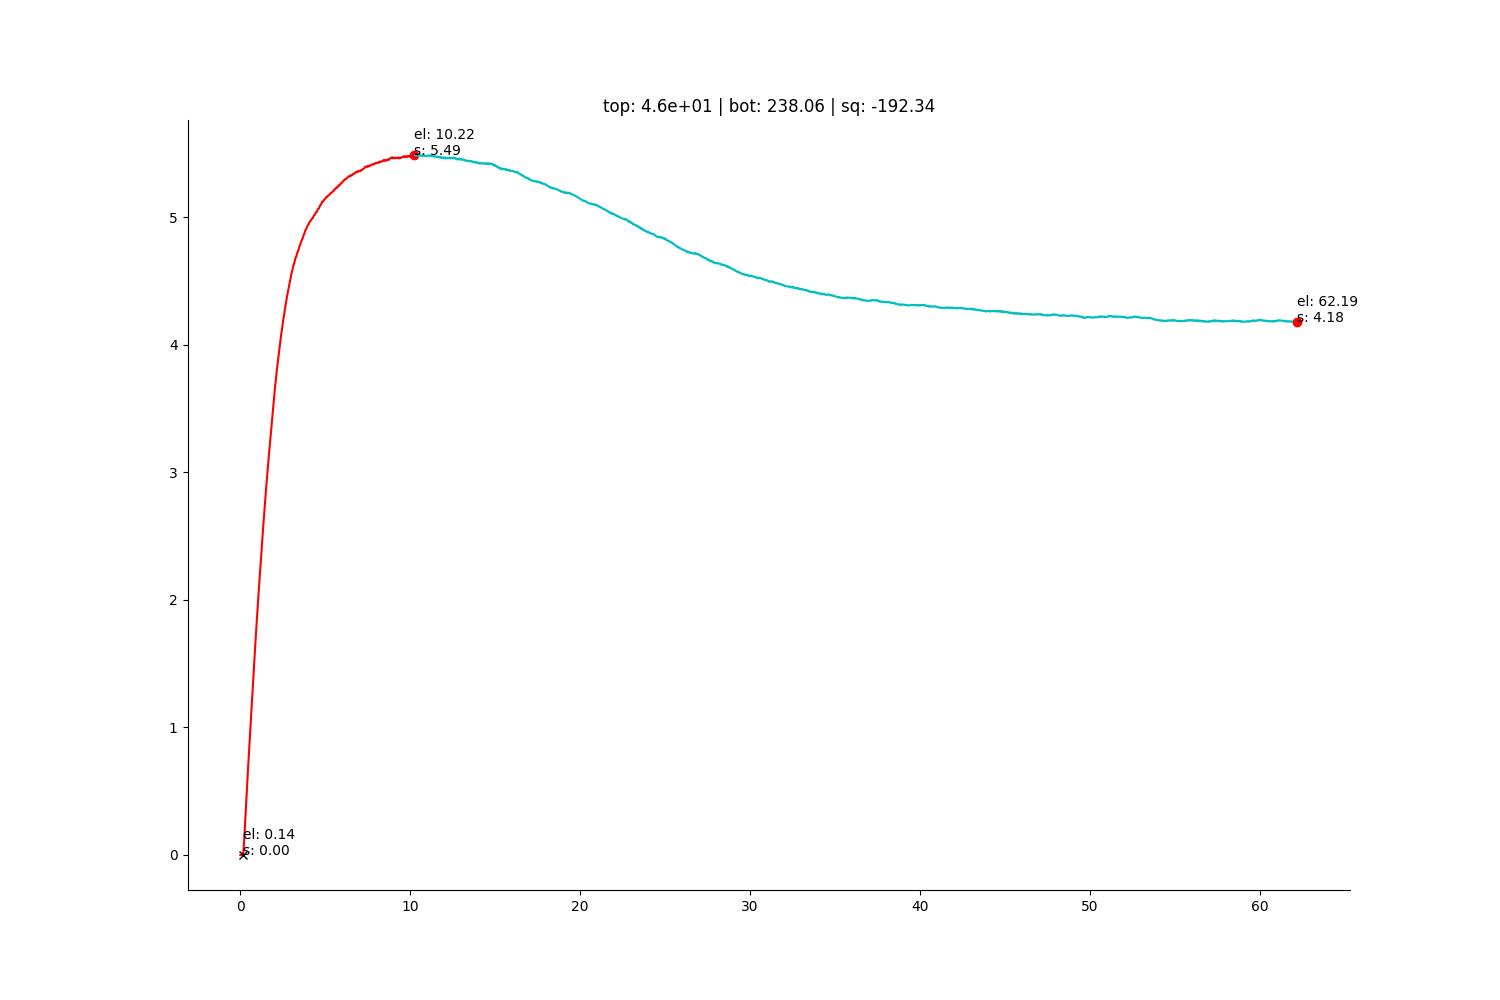 top: 4.6e+01 | bot: 238.06 | sq: -192.34
el: 10.22
s: 5.49
el: 62.19
s: 4.18
el: 0.14
s: 0.00
5
4
3
2
1
0
0 10 20 30 40 50 60